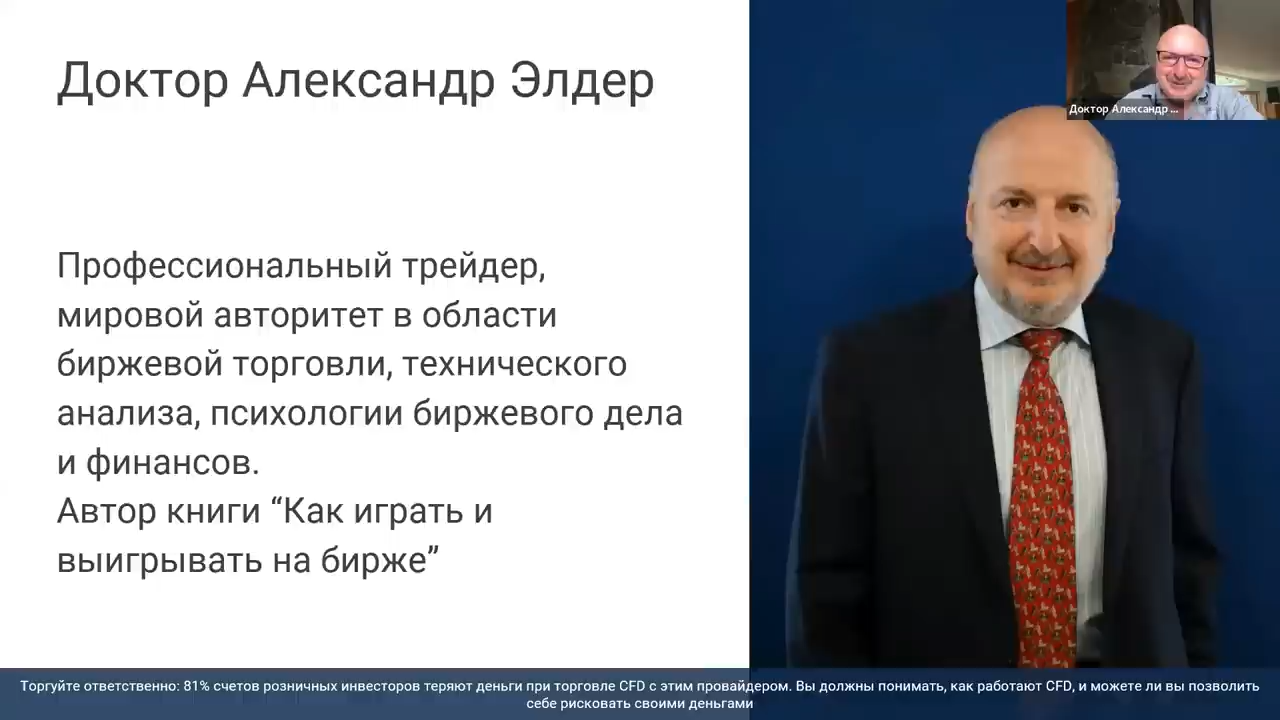 Доктор Александр Элдер
Доктор Александр ...
Профессиональный трейдер,
мировой авторитет в области
биржевой торговли, технического
анализа, психологии биржевого дела
и финансов.
Автор книги “Как играть и
выигрывать на бирже”
Торгуйте ответственно: 81% счетов розничных инвесторов теряют деньги при торговле CFD с этим провайдером. Вы должны понимать, как работают CFD, и можете ли вы позволить
себе рисковать своими деньгами